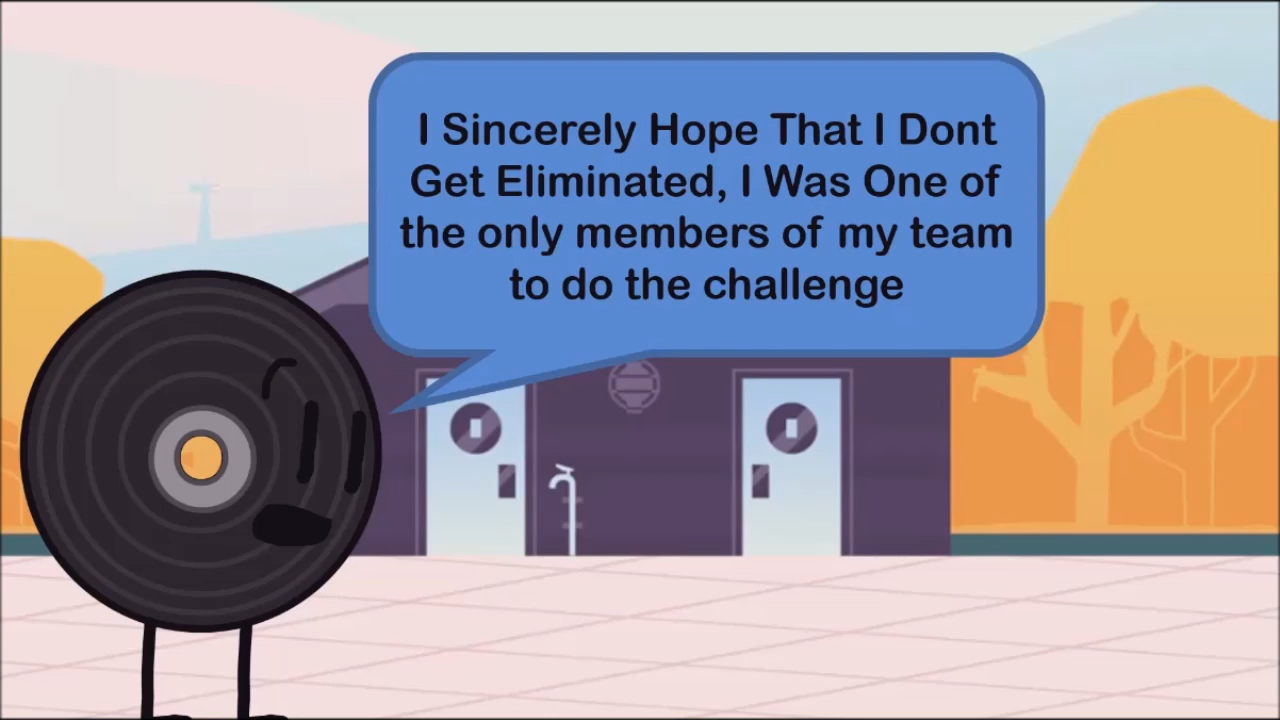 I Sincerely Hope That I Dont
Get Eliminated, I Was One of
the only members of my team
to do the challenge